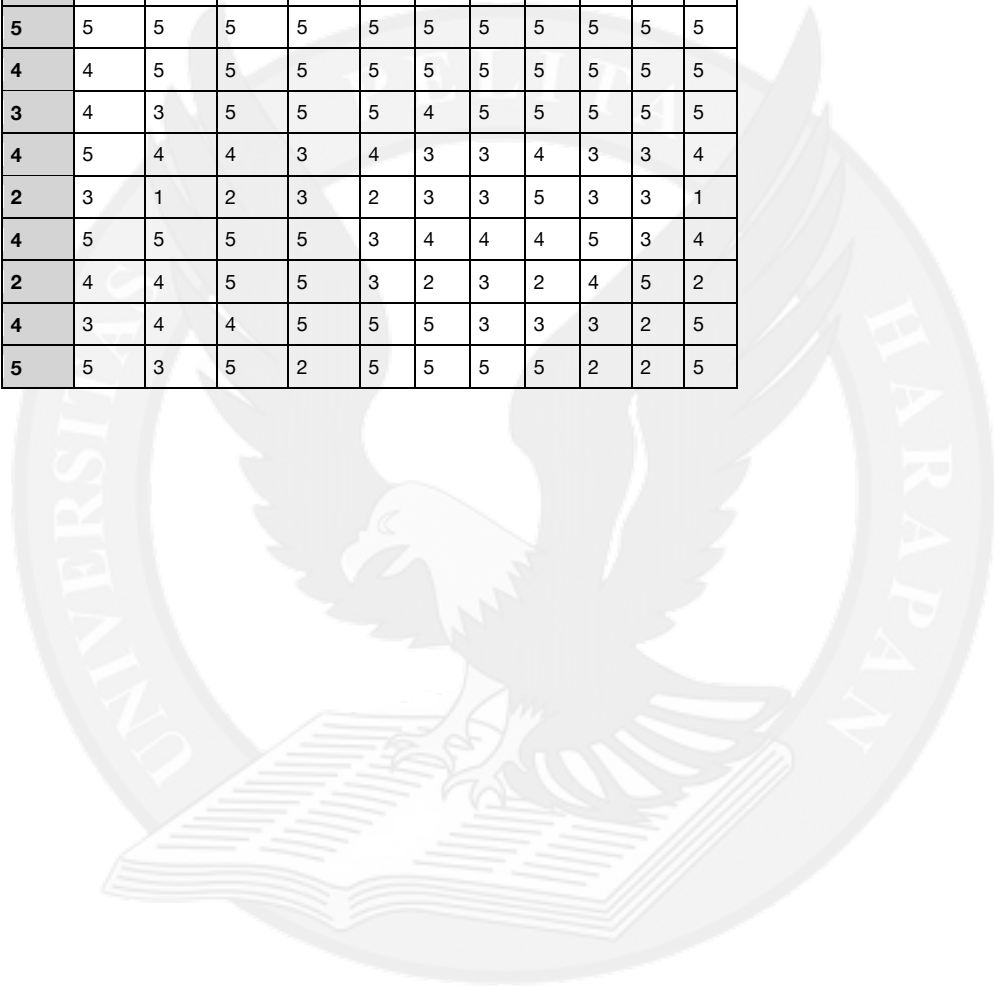 5 5 5 5 5 5 5 5 5 5 5 5
4 4 5 5 5 5 5 5 5 5 5 5
3 4 3 5 5 5 4 5 5 5 5 5
4 5 4 4 3 4 3 3 4 3 3 4
2 3 1 2 3 2 3 3 5 3 3 1
4 5 5 5 5 3 4 4 4 5 3 4
2 4 4 5 5 3 2 3 2 4 5 2
4 3 4 4 5 5 5 3 3 3 2 5
5 5 3 5 2 5 5 5 5 2 2 5
UNIVERSITAS PELITA HARAPAN